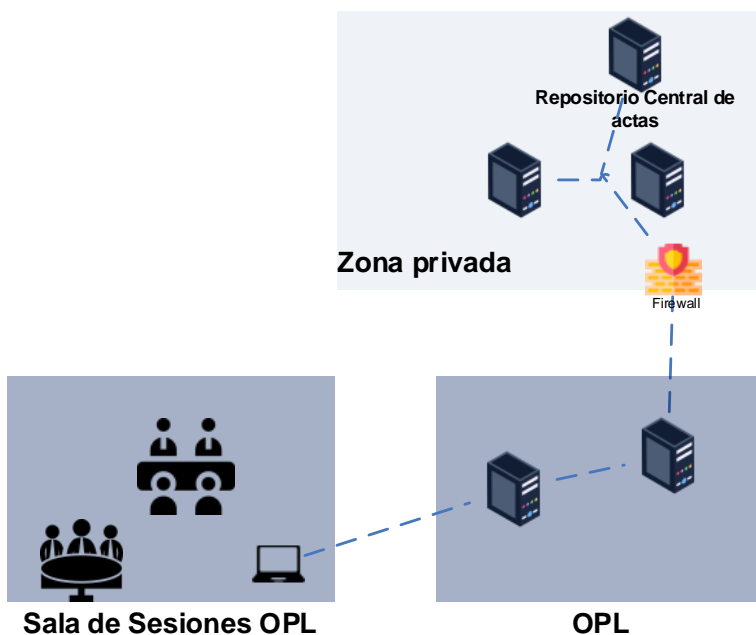 Repositorio Central de
actas
Zona privada
Firewall
Sala de Sesiones OPL
OPL